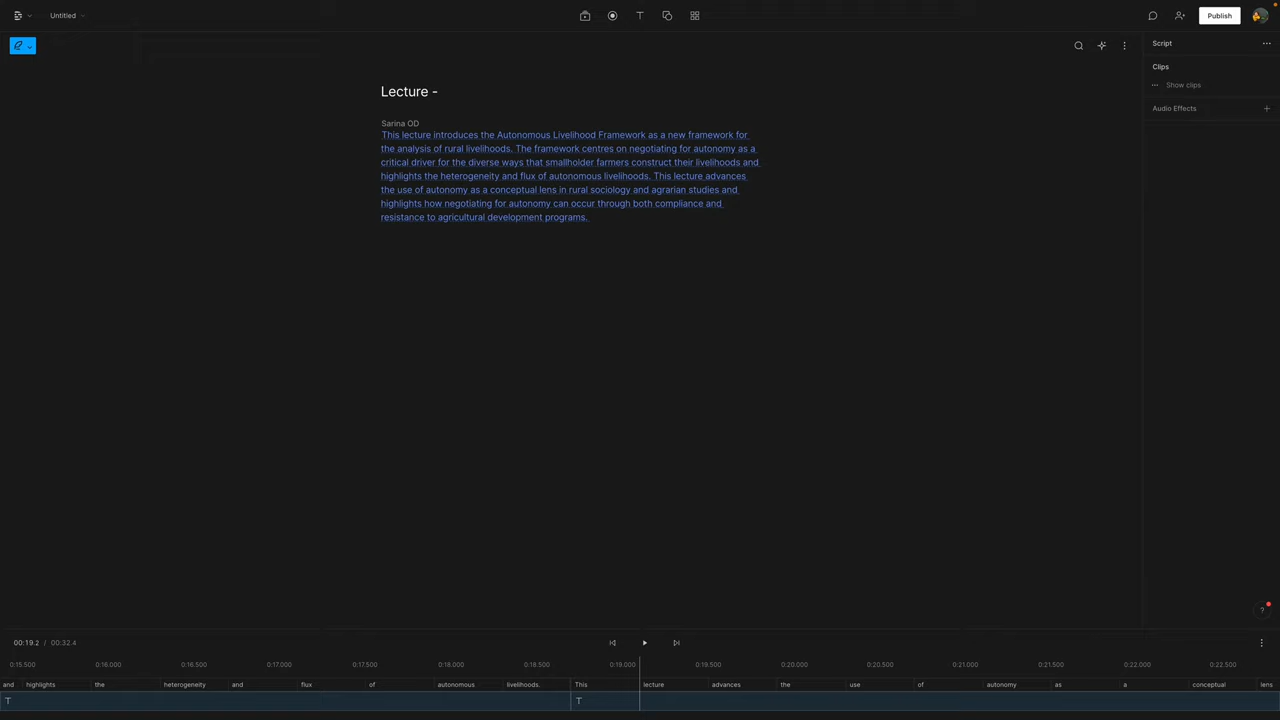 Untitled
T
Publish
Script
Clips
Show clips
Audio Effects
Lecture -
Sarina OD
This lecture introduces the Autonomous Livelihood Framework as a new framework for
the analysis of rural livelihoods. The framework centres on negotiating for autonomy as a
critical driver for the diverse ways that smallholder farmers construct their livelihoods and
highlights the heterogeneity and flux of autonomous livelihoods. This lecture advances
the use of autonomy as a conceptual lens in rural sociology and agrarian studies and
highlights how negotiating for autonomy can occur through both compliance and
resistance to agricultural development programs.
?
00:19.2 / 00:32.4
0:15.500 0:16.000 0:16.500 0:17.000 0:17.500 0:18.000 0:18.500 0:19.000 0:19.500 0:20.000 0:20.500 0:21.000 0:21.500 0:22.000 0:22.500
and highlights the heterogeneity and flux of autonomous livelihoods. This lecture advances the use of autonomy as a conceptual lens
T T